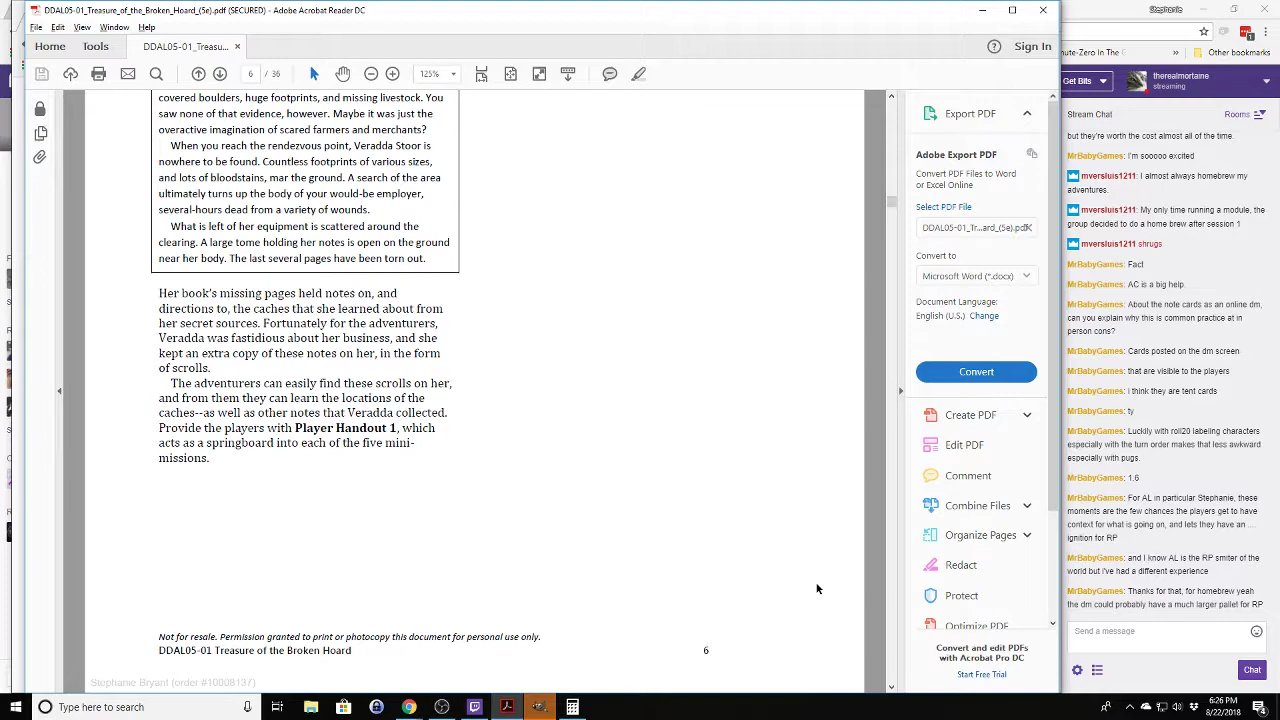 DDAL05-01_Treasure_of_the_Broken_Hoard_(5e).pdf (SECURED) - Adobe Acrobat Reader DC
Stephanie
File Edit View Window Help
Home Tools DDAL05-01_Treasu... × Sign In
Other bookmarks
6 / 36 125%
Get Bits therealmortaine
streaming
covered boulders, huge footprints, and missing livestock. You
saw none of that evidence, however. Maybe it was just the
overactive imagination of scared farmers and merchants?
When you reach the rendezvous point, Veradda Stoor is
nowhere to be found. Countless footprints of various sizes,
and lots of bloodstains, mar the ground. A search of the area
ultimately turns up the body of your would-be employer,
several-hours dead from a variety of wounds.
What is left of her equipment is scattered around the
clearing. A large tome holding her notes is open on the ground
near her body. The last several pages have been torn out.
Her book's missing pages held notes on, and
directions to, the caches that she learned about from
her secret sources. Fortunately for the adventurers,
Veradda was fastidious about her business, and she
kept an extra copy of these notes on her, in the form
of scrolls.
The adventurers can easily find these scrolls on her,
and from them they can learn the locations of the
caches--as well as other notes that Veradda collected.
Provide the players with Player Handout 1, which
acts as a springboard into each of the five mini-
missions.
Not for resale. Permission granted to print or photocopy this document for personal use only.
DDAL05-01 Treasure of the Broken Hoard 6
Stephanie Bryant (order #10008137)
Export PDF
Adobe Export PDF
Convert PDF Files to Word
or Excel Online
Select PDF File
DDAL05-01_Tr...ard_(5e).pdf
Convert to
Microsoft Word (*.docx)
Document Language:
English (U.S.) Change
Convert
Create PDF
Edit PDF
Comment
Combine Files
Organize Pages
Redact
Protect
Optimize PDF
Convert and edit PDFs
with Acrobat Pro DC
Start Free Trial
Stream Chat Rooms
but they're worth the cost almost all of the time.
MrBabyGames: I'm sooooo excited
mversluis1211: I almost always homebrew my
adventures.
mversluis1211: My only time running a module, the
group decided to do a home brew after session 1
mversluis1211 shrugs.
MrBabyGames: Fact
MrBabyGames: AC is a big help.
MrBabyGames: About the note cards as an online dm,
can you explain why this is common practice at in
person cons?
MrBabyGames: Cards posted on the dm screen
MrBabyGames: that are visible to the players
MrBabyGames: i think they are tent cards
MrBabyGames: ty
MrBabyGames: Luckily with roll20 labeling characters
especially with the turn order makes that less awkward
especially with pugs.
MrBabyGames: 1.6
MrBabyGames: For AL in particular Stephanie, these
moments are the few chances the players get to have
context for what is going on, and lets they have an ....
ignition for RP
MrBabyGames: and I know AL is the RP smiter of the
world but i've had a different experience
MrBabyGames: Thanks for that, for homebrew yeah
the dm could probably have a much larger pallet for RP
Send a message
Chat
Type here to search
6:26 PM
8/22/2018